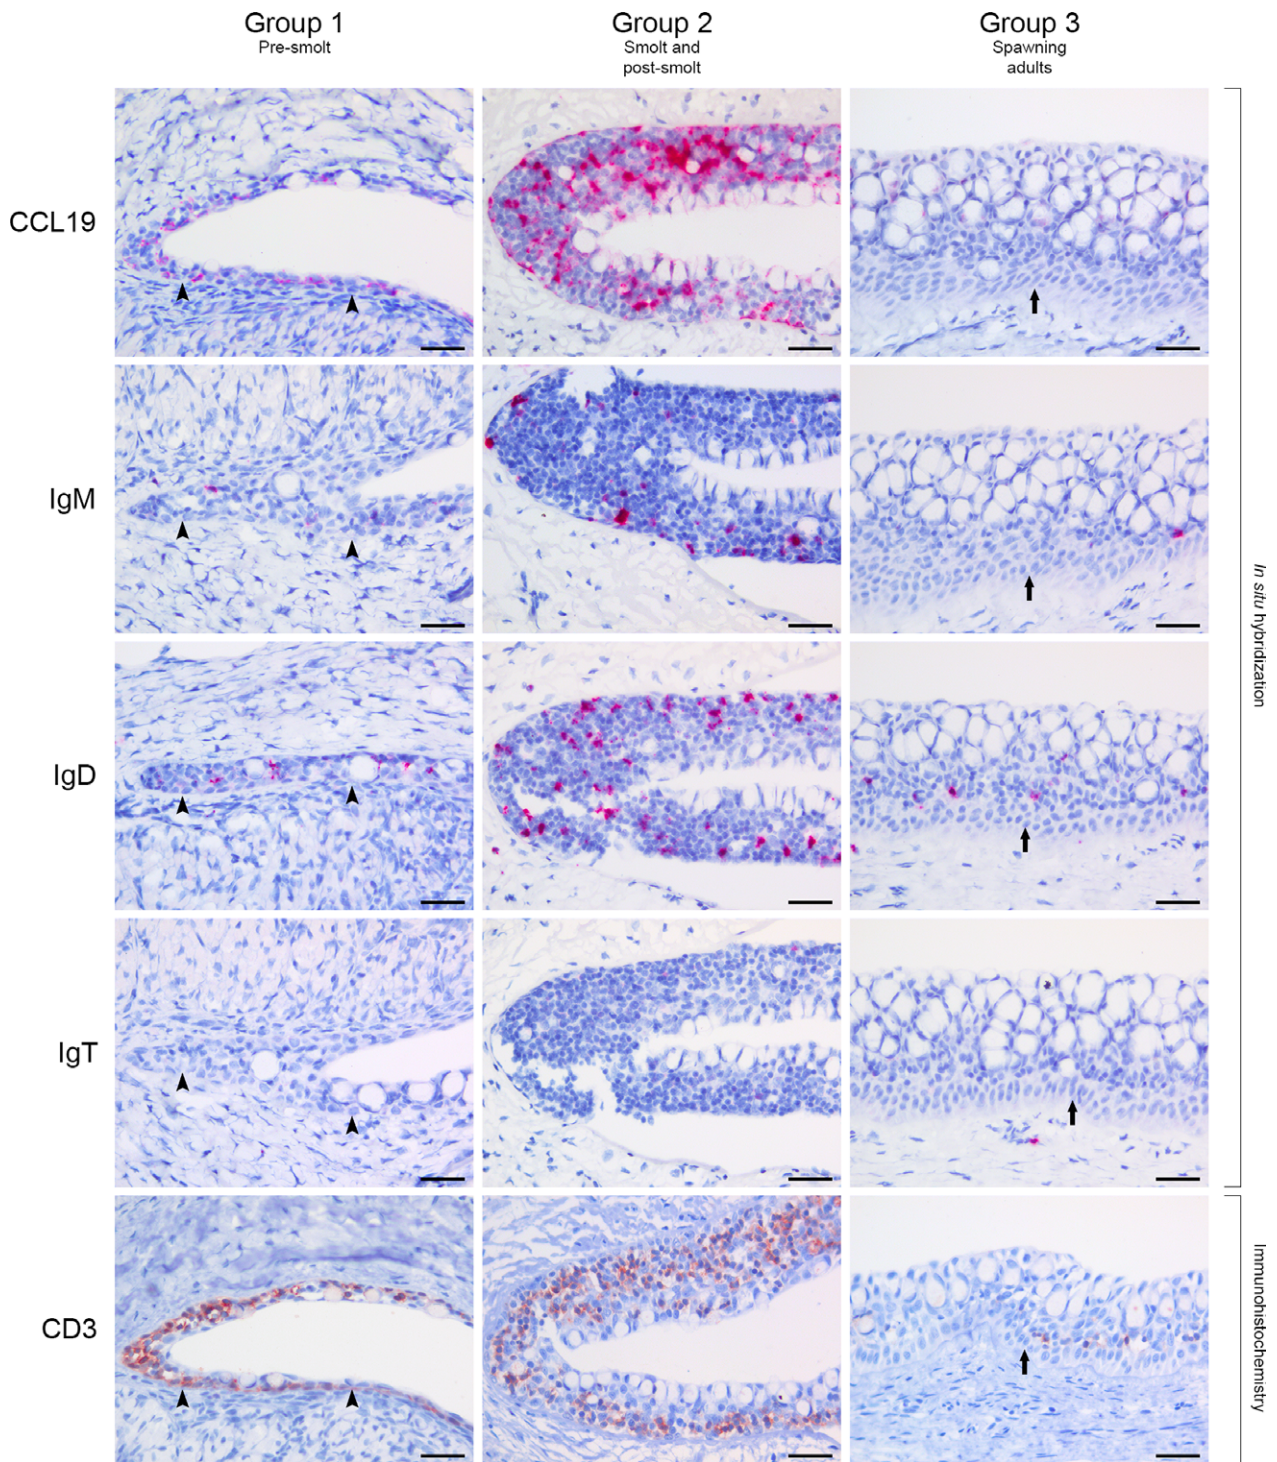 Group 1
Pre-smolt
Group 2
Smolt and
post-smolt
Group 3
Spawning
adults
CCL19
IgM
IgD
IgT
CD3
In situ hybridization
Immunohistochemistry